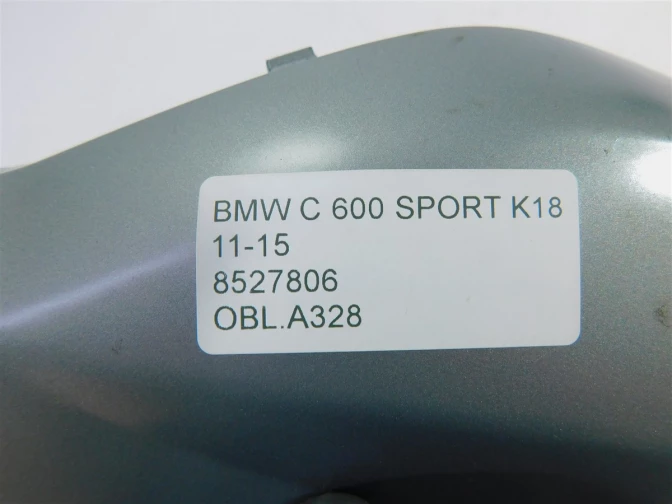 BMW C 600 SPORT K18
11-15
8527806
OBL.A328